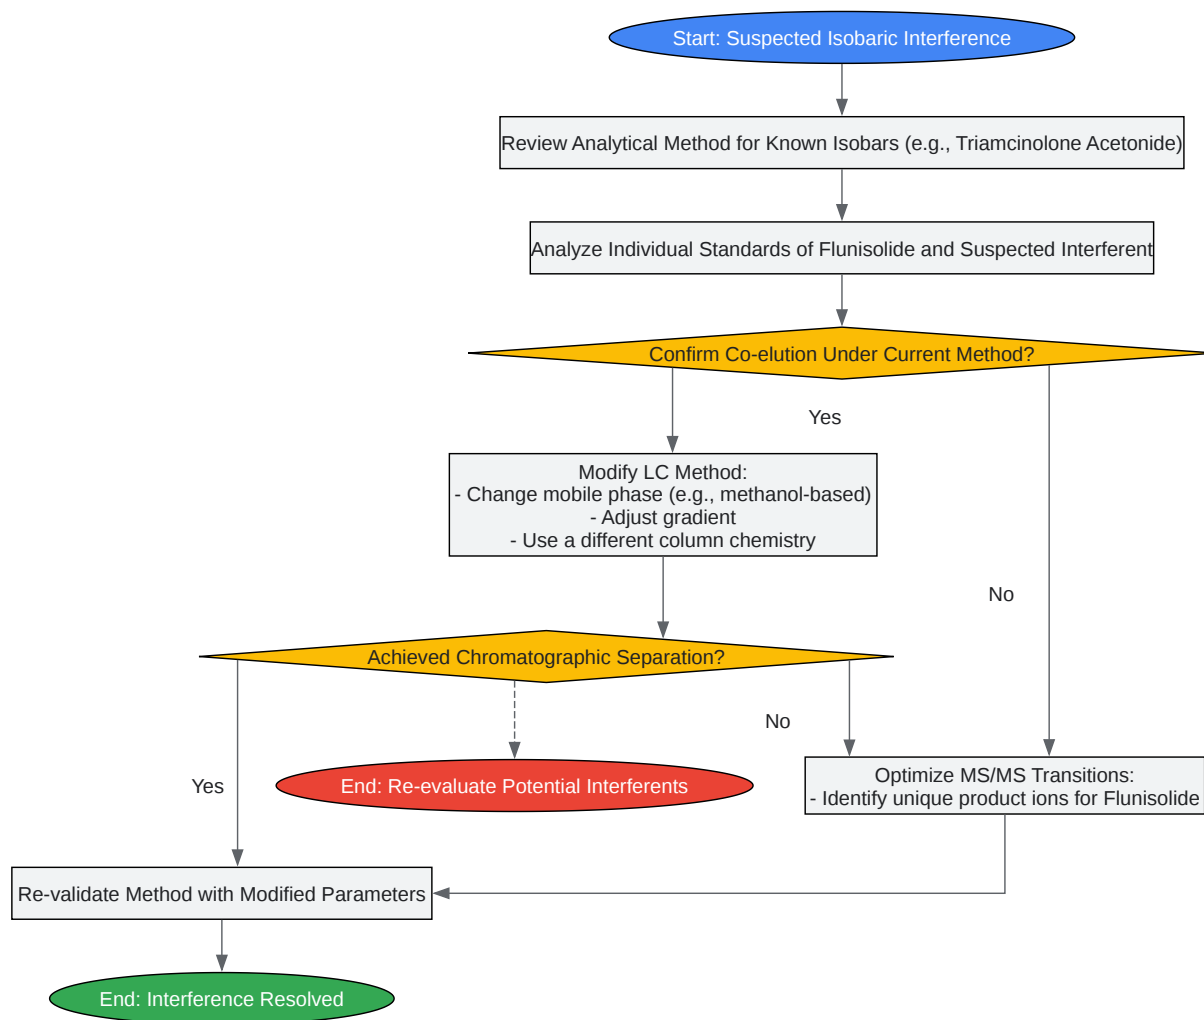 Start: Suspected Isobaric Interference
Review Analytical Method for Known Isobars (e.g., Triamcinolone Acetonide)
Analyze Individual Standards of Flunisolide and Suspected Interferent
Confirm Co-elution Under Current Method?
Yes
Modify LC Method:
- Change mobile phase (e.g., methanol-based)
- Adjust gradient
- Use a different column chemistry
No
Achieved Chromatographic Separation?
No
Yes
End: Re-evaluate Potential Interferents
Optimize MS/MS Transitions:
- Identify unique product ions for Flunisolide
Re-validate Method with Modified Parameters
End: Interference Resolved